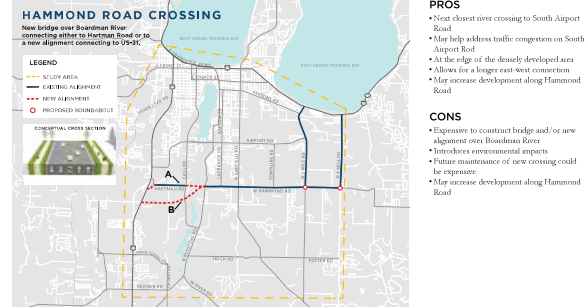 HAMMOND ROAD CROSSING
New bridge over Boardman River
connecting either to Hartman Road or to
a new alignment connecting to US-31.
LEGEND
STUDY AREA
EXISTING ALIGNMENT
NEW ALIGNMENT
PROPOSED ROUNDABOUT
CONCEPTUAL CROSS SECTION
WEST GRAND TRAVERSE BAY
EAST GRAND TRAVERSE BAY
AIRPORT RD
A
HARTMAN RD
W HAMMOND RD
B
PROS
• Next closest river crossing to South Airport
Road
• May help address traffic congestion on South
Airport Rod
• At the edge of the densely developed area
• Allows for a longer east-west connection
• May increase development along Hammond
Road
CONS
• Expensive to construct bridge and/or new
alignment over Boardman River
• Introduces environmental impacts
• Future maintenance of new crossing could
be expensive
• May increase development along Hammond
Road